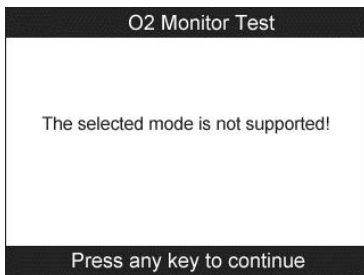 O2 Monitor Test
The selected mode is not supported!
Press any key to continue